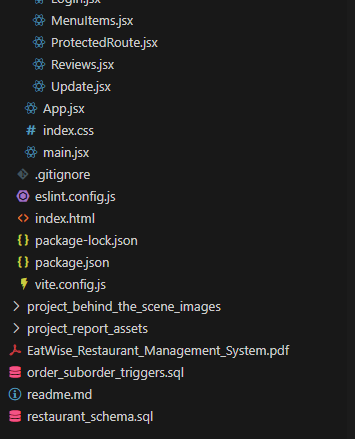 Login.jsx
MenuItems.jsx
ProtectedRoute.jsx
Reviews.jsx
Update.jsx
App.jsx
# index.css
main.jsx
.gitignore
eslint.config.js
<> index.html
{} package-lock.json
{} package.json
vite.config.js
> project_behind_the_scene_images
> project_report_assets
EatWise_Restaurant_Management_System.pdf
order_suborder_triggers.sql
readme.md
restaurant_schema.sql